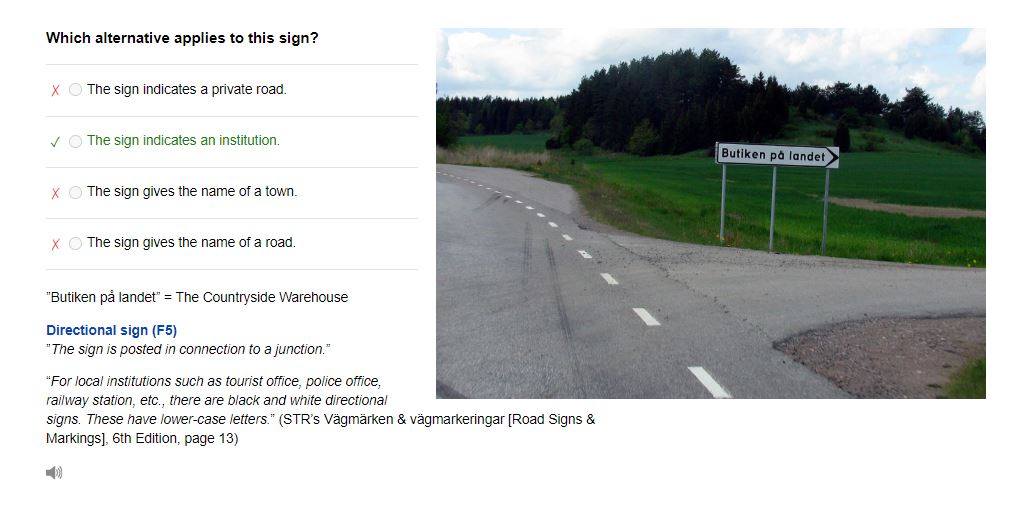 Which alternative applies to this sign?
The sign indicates a private road.
The sign indicates an institution.
The sign gives the name of a town.
The sign gives the name of a road.
"Butiken på landet" = The Countryside Warehouse
Directional sign (F5)
"The sign is posted in connection to a junction."
"For local institutions such as tourist office, police office,
railway station, etc., there are black and white directional
signs. These have lower-case letters." (STR's Vägmärken & vägmarkeringar [Road Signs &
Markings], 6th Edition, page 13)
Butiken på landet